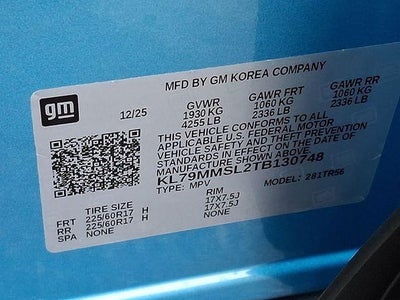 gm
MFD BY GM KOREA COMPANY
12/25 GVWR GAWR FRT GAWR RR
1930 KG 1060 KG 1060 KG
4255 LB 2336 LB 2336 LB
THIS VEHICLE CONFORMS TO ALL
APPLICABLE U.S. FEDERAL MOTOR
VEHICLE SAFETY AND THEFT PREVENTION
STANDARDS IN EFFECT ON THE DATE OF
MANUFACTURE SHOWN ABOVE.
KL79MMSL2TB130748
TYPE: MPV MODEL: 281TR56
TIRE SIZE RIM
FRT 225/60R17 H 17X7.5J
RR 225/60R17 H 17X7.5J
SPA NONE NONE